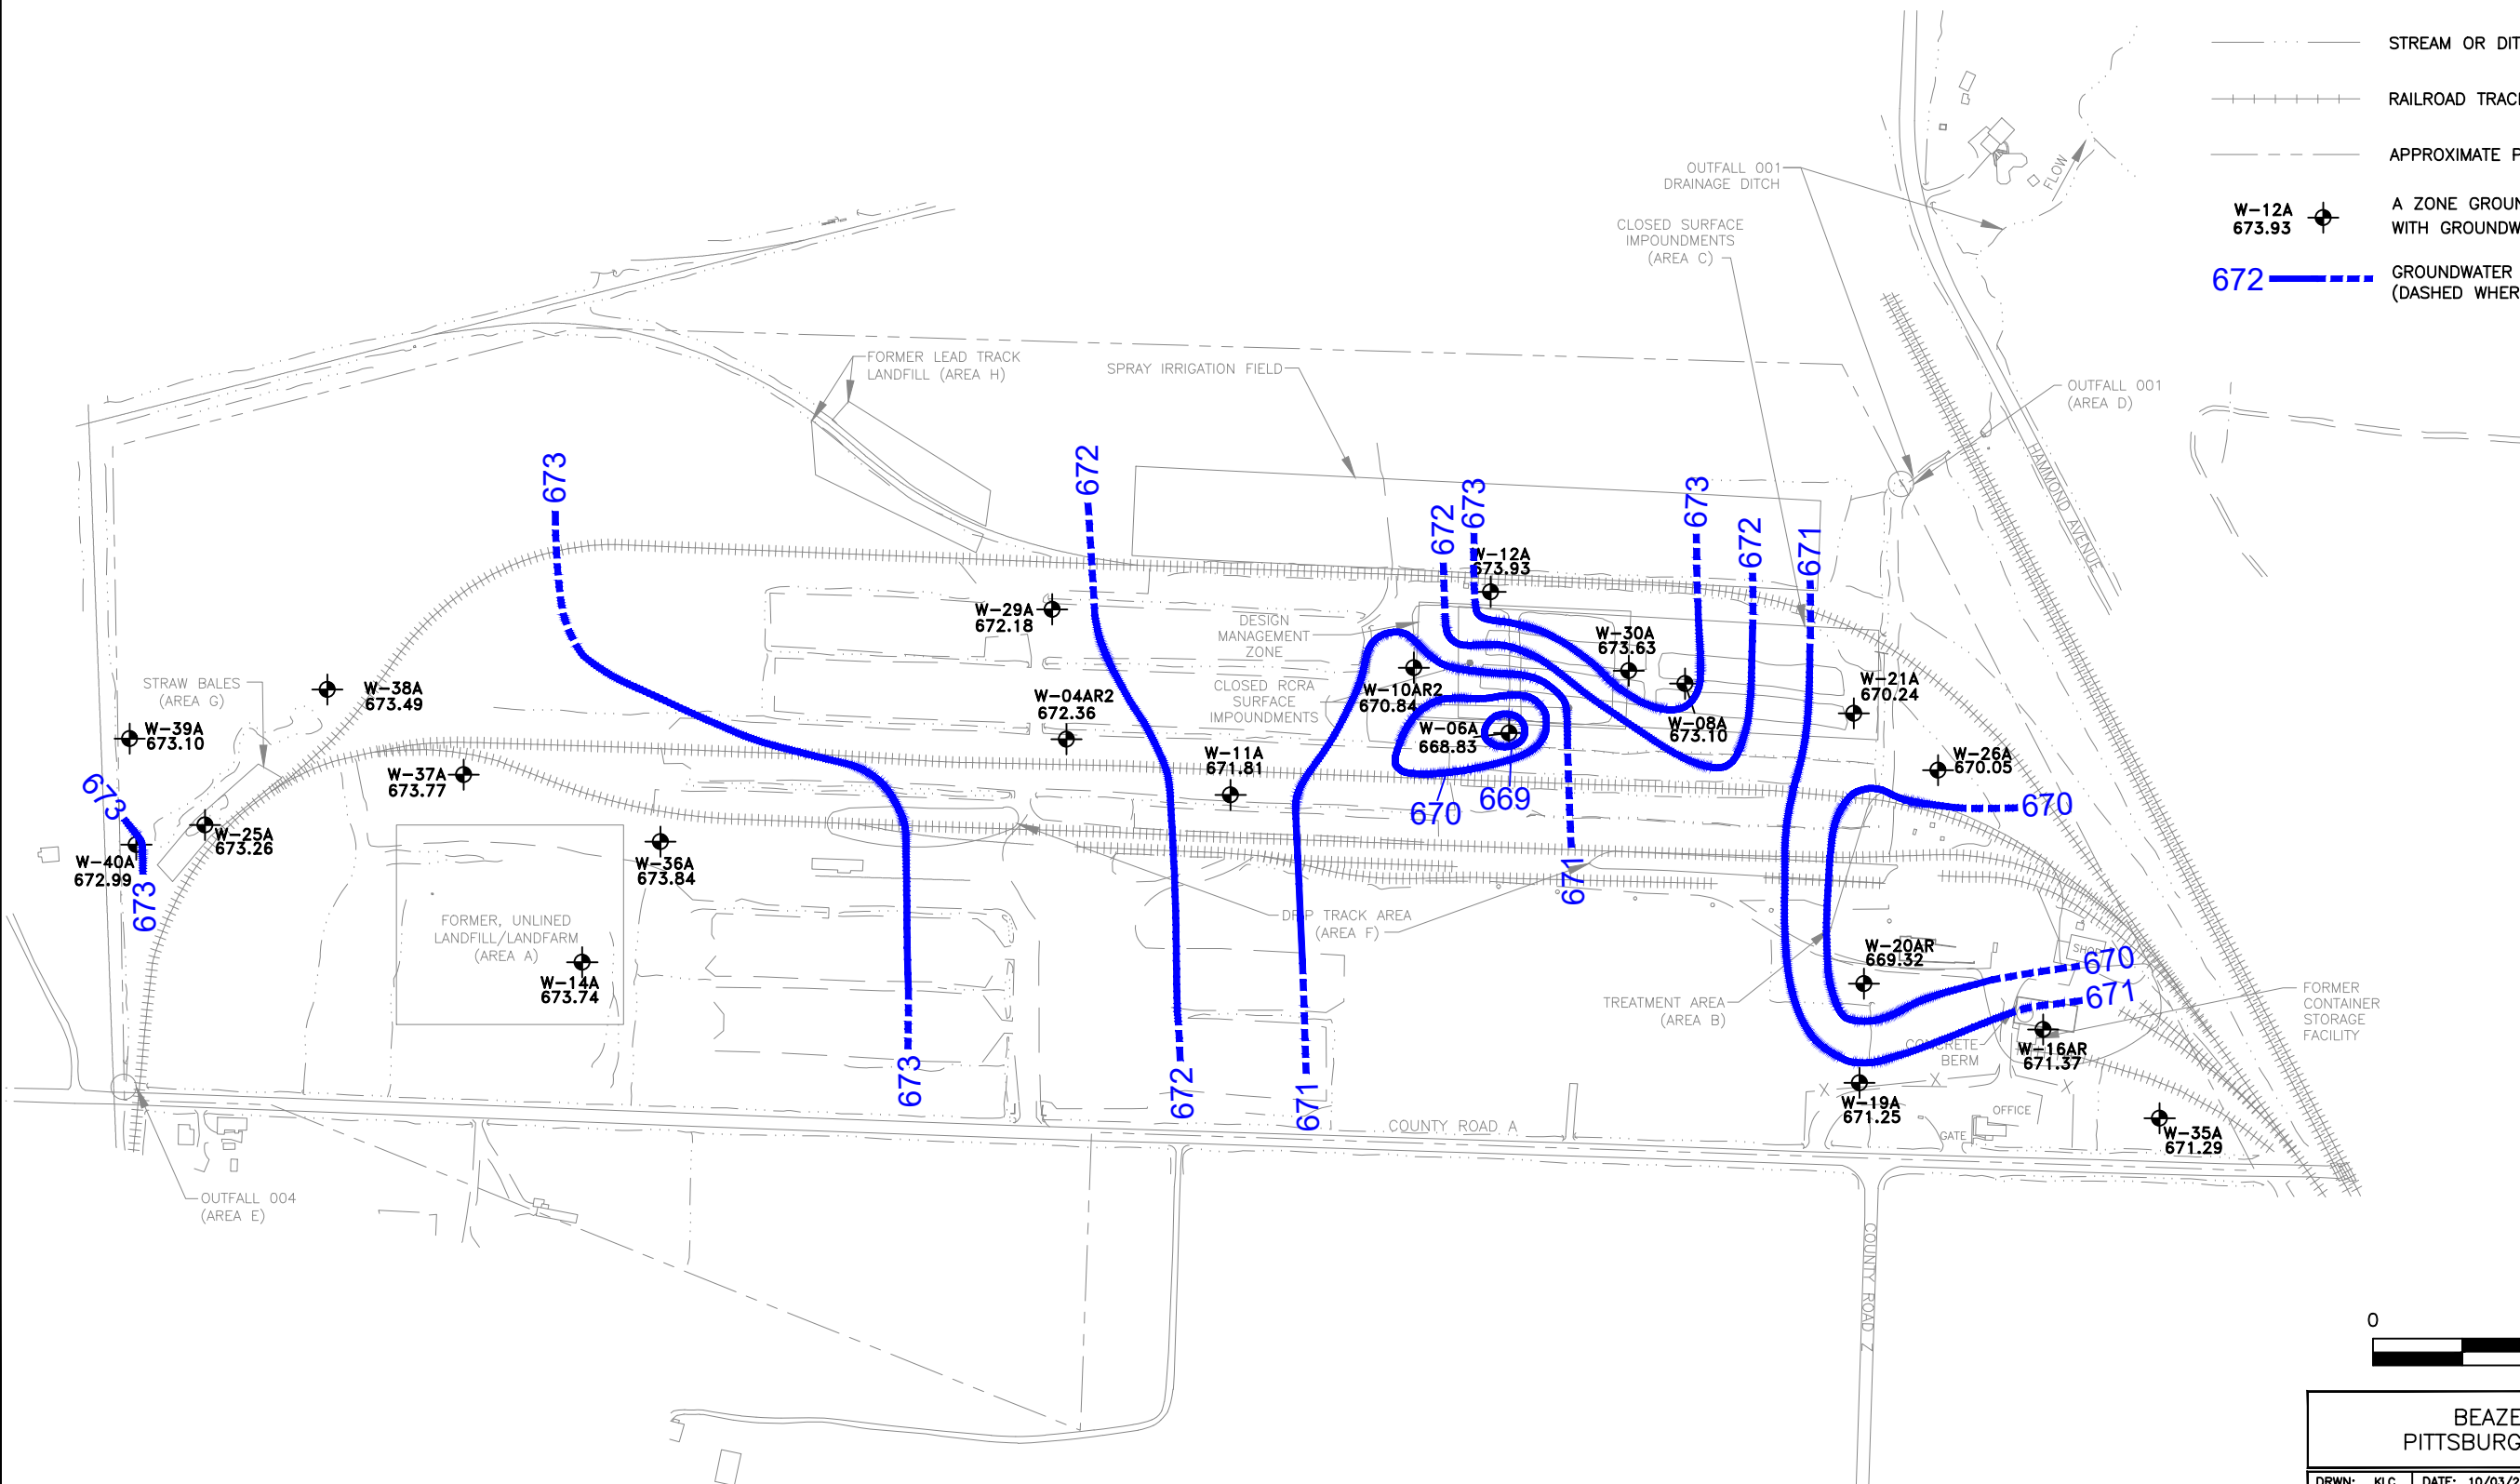 STREAM OR DIT
RAILROAD TRAC
APPROXIMATE P
W-12A
673.93
A ZONE GROUN
WITH GROUNDW
672
GROUNDWATER
(DASHED WHER
FLOW
OUTFALL 001
DRAINAGE DITCH
CLOSED SURFACE
IMPOUNDMENTS
(AREA C)
FORMER LEAD TRACK
LANDFILL (AREA H)
SPRAY IRRIGATION FIELD
OUTFALL 001
(AREA D)
HAMMOND AVENUE
673
672
672
673
673
672
671
W-12A
673.93
W-29A
672.18
DESIGN
MANAGEMENT
ZONE
W-30A
673.63
STRAW BALES
(AREA G)
W-38A
673.49
W-04AR2
672.36
CLOSED RCRA
SURFACE
IMPOUNDMENTS
W-10AR2
670.84
W-21A
670.24
W-39A
673.10
W-06A
668.83
W-08A
673.10
W-37A
673.77
W-11A
671.81
W-26A
670.05
673
670
669
670
W-25A
673.26
W-40A
672.99
673
W-36A
673.84
671
FORMER, UNLINED
LANDFILL/LANDFARM
(AREA A)
DRIP TRACK AREA
(AREA F)
W-20AR
669.32
SHOP
670
671
W-14A
673.74
TREATMENT AREA
(AREA B)
FORMER
CONTAINER
STORAGE
FACILITY
CONCRETE
BERM
W-16AR
671.37
673
672
671
X
X
X
W-19A
671.25
OFFICE
COUNTY ROAD A
GATE
W-35A
671.29
OUTFALL 004
(AREA E)
COUNTY ROAD Z
0
BEAZE
PITTSBURG
DRWN: KLC
DATE: 10/03/2